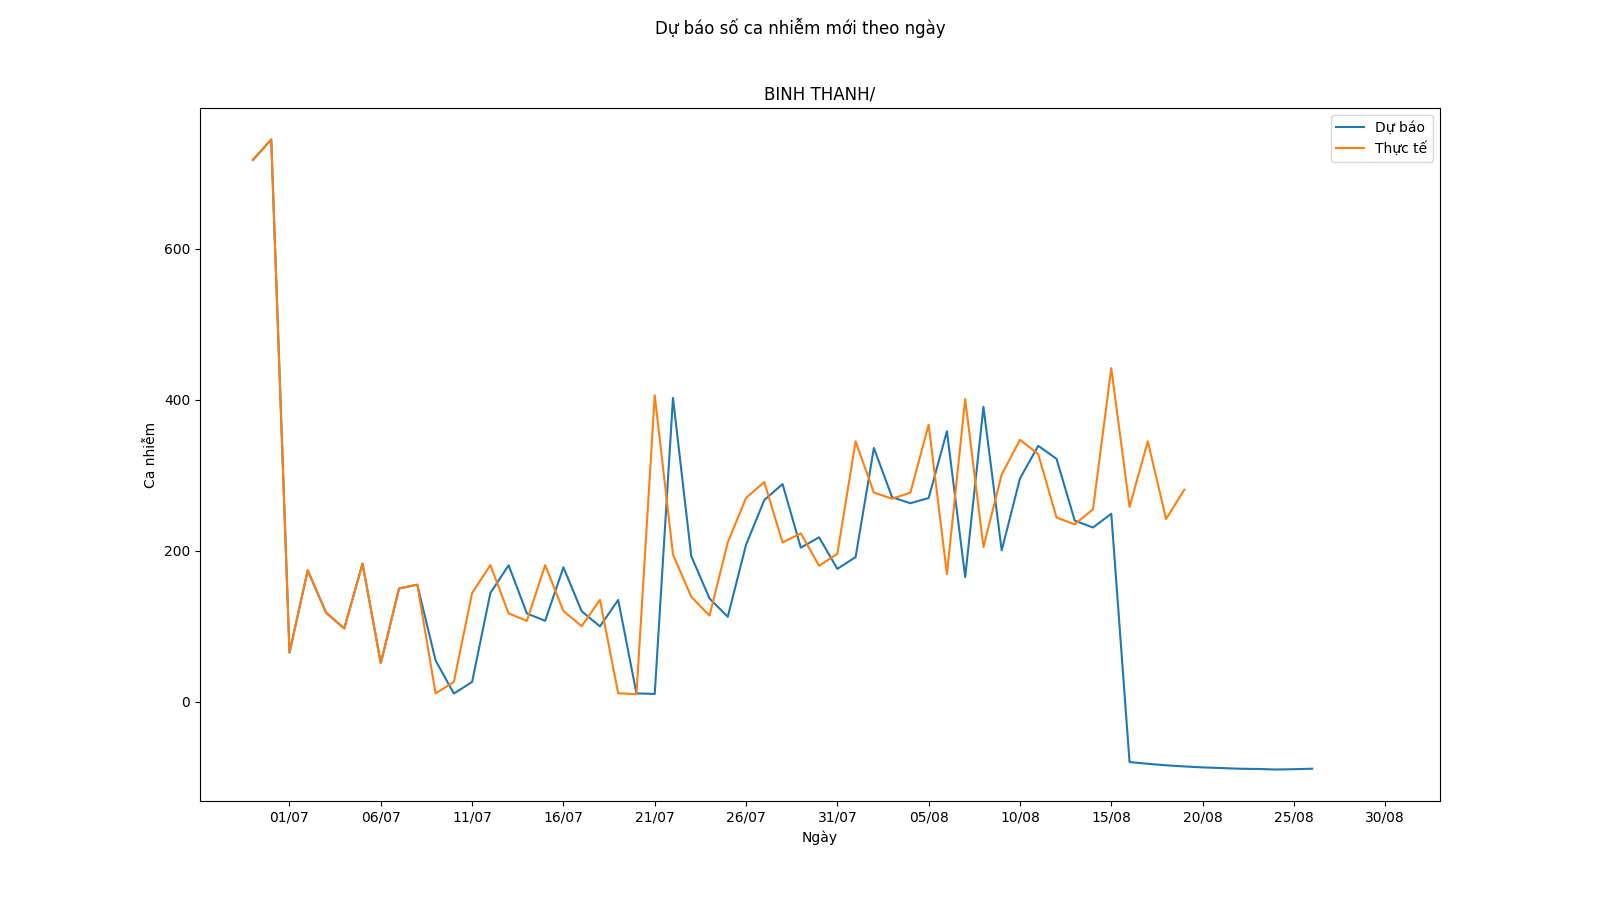 Dự báo số ca nhiễm mới theo ngày
BINH THANH/
Dự báo
Thực tế
600
400
200
0
Ca nhiễm
01/07 06/07 11/07 16/07 21/07 26/07 31/07 05/08 10/08 15/08 20/08 25/08 30/08
Ngày